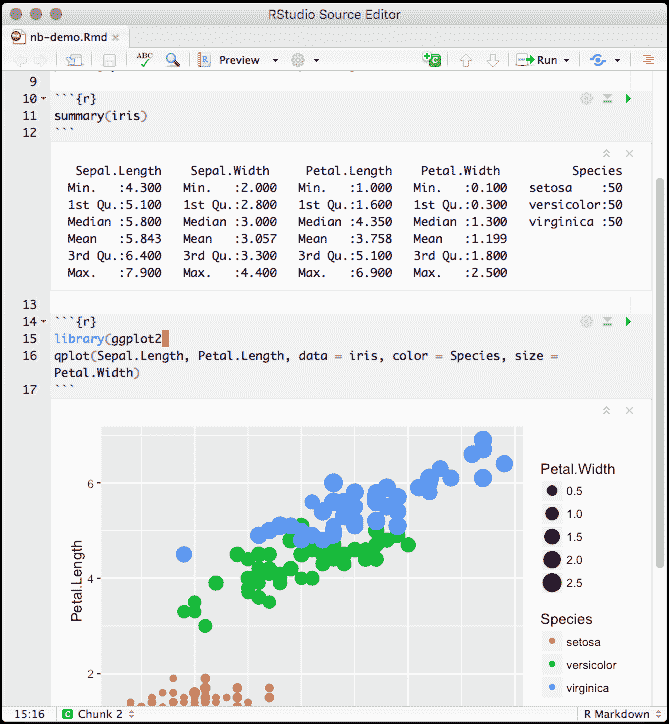 RStudio Source Editor
nb-demo.Rmd
ABC Preview Run
9
10 ```{r}
11 summary(iris)
12 ```
Sepal.Length Sepal.Width Petal.Length Petal.Width Species
Min. :4.300 Min. :2.000 Min. :1.000 Min. :0.100 setosa :50
1st Qu.:5.100 1st Qu.:2.800 1st Qu.:1.600 1st Qu.:0.300 versicolor:50
Median :5.800 Median :3.000 Median :4.350 Median :1.300 virginica :50
Mean :5.843 Mean :3.057 Mean :3.758 Mean :1.199
3rd Qu.:6.400 3rd Qu.:3.300 3rd Qu.:5.100 3rd Qu.:1.800
Max. :7.900 Max. :4.400 Max. :6.900 Max. :2.500
13
14 ```{r}
15 library(ggplot2
16 qplot(Sepal.Length, Petal.Length, data = iris, color = Species, size =
Petal.Width)
17 ```
Petal.Length
6
4
2
Petal.Width
0.5
1.0
1.5
2.0
2.5
Species
setosa
versicolor
virginica
15:16 C Chunk 2 R Markdown